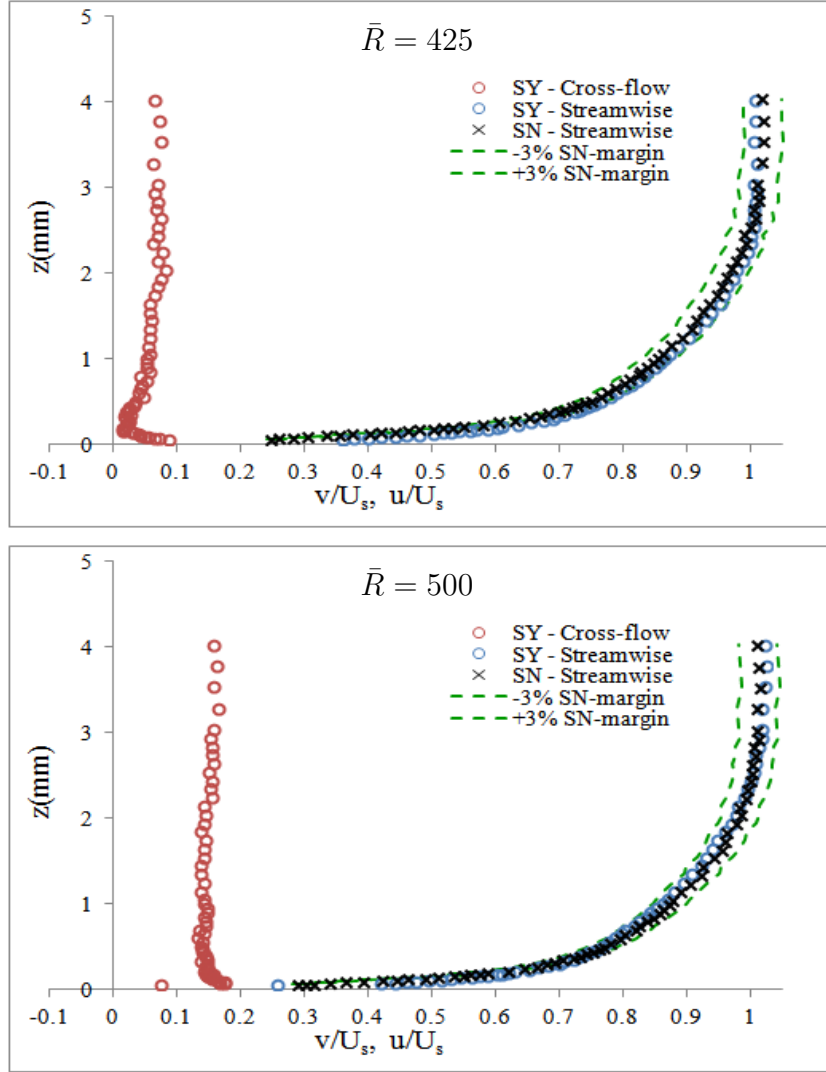 R̄ = 425
5
4
3
2
1
0
z(mm)
SY - Cross-flow
SY - Streamwise
SN - Streamwise
-3% SN-margin
+3% SN-margin
-0.1 0 0.1 0.2 0.3 0.4 0.5 0.6 0.7 0.8 0.9 1
v/Uₛ, u/Uₛ
R̄ = 500
5
4
3
2
1
0
z(mm)
SY - Cross-flow
SY - Streamwise
SN - Streamwise
-3% SN-margin
+3% SN-margin
-0.1 0 0.1 0.2 0.3 0.4 0.5 0.6 0.7 0.8 0.9 1
v/Uₛ, u/Uₛ